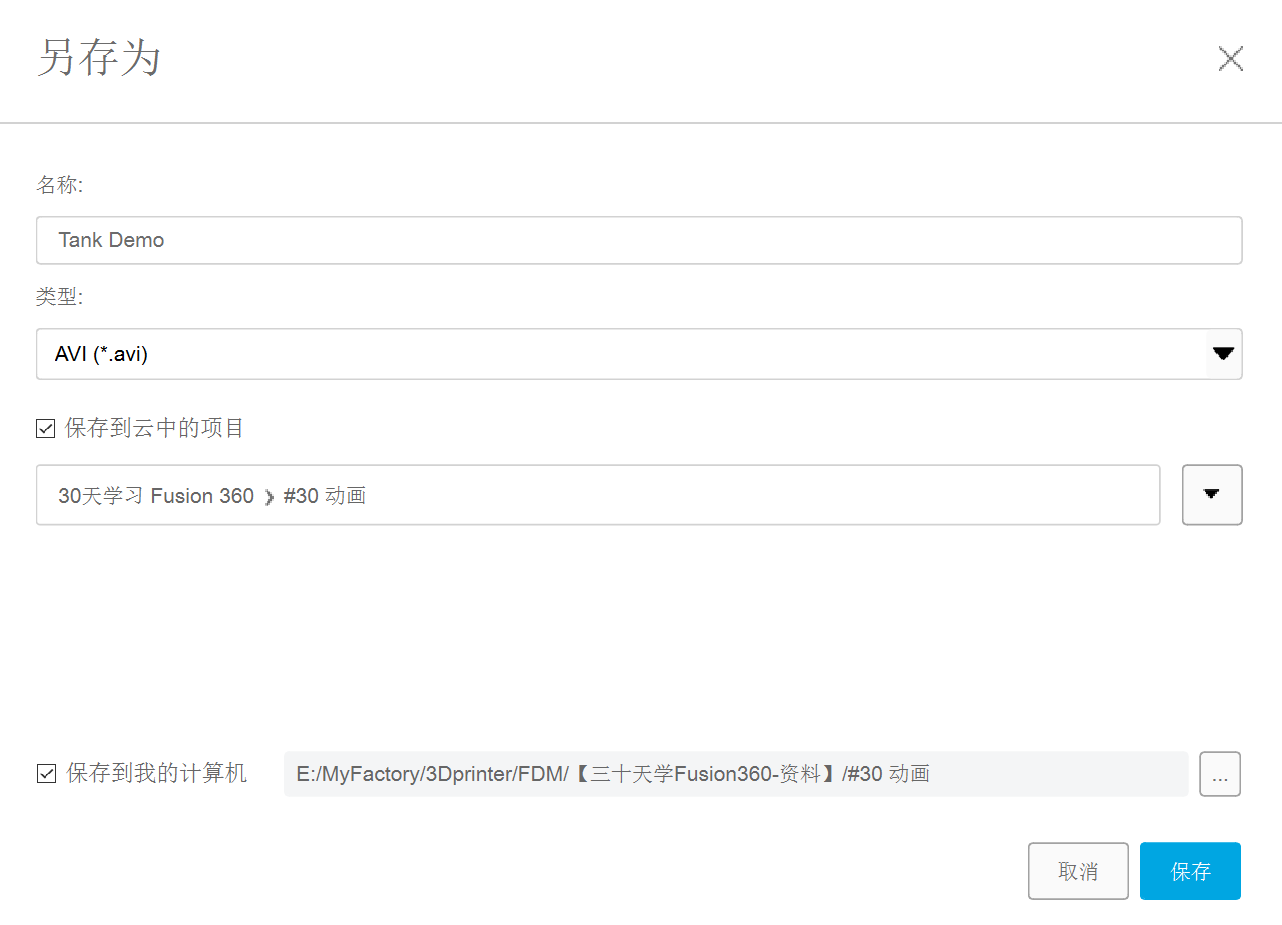 另存为
名称:
Tank Demo
类型:
AVI (*.avi)
保存到云中的项目
30天学习 Fusion 360 ❯ #30 动画
保存到我的计算机 E:/MyFactory/3Dprinter/FDM/【三十天学Fusion360-资料】/#30 动画 ...
取消 保存